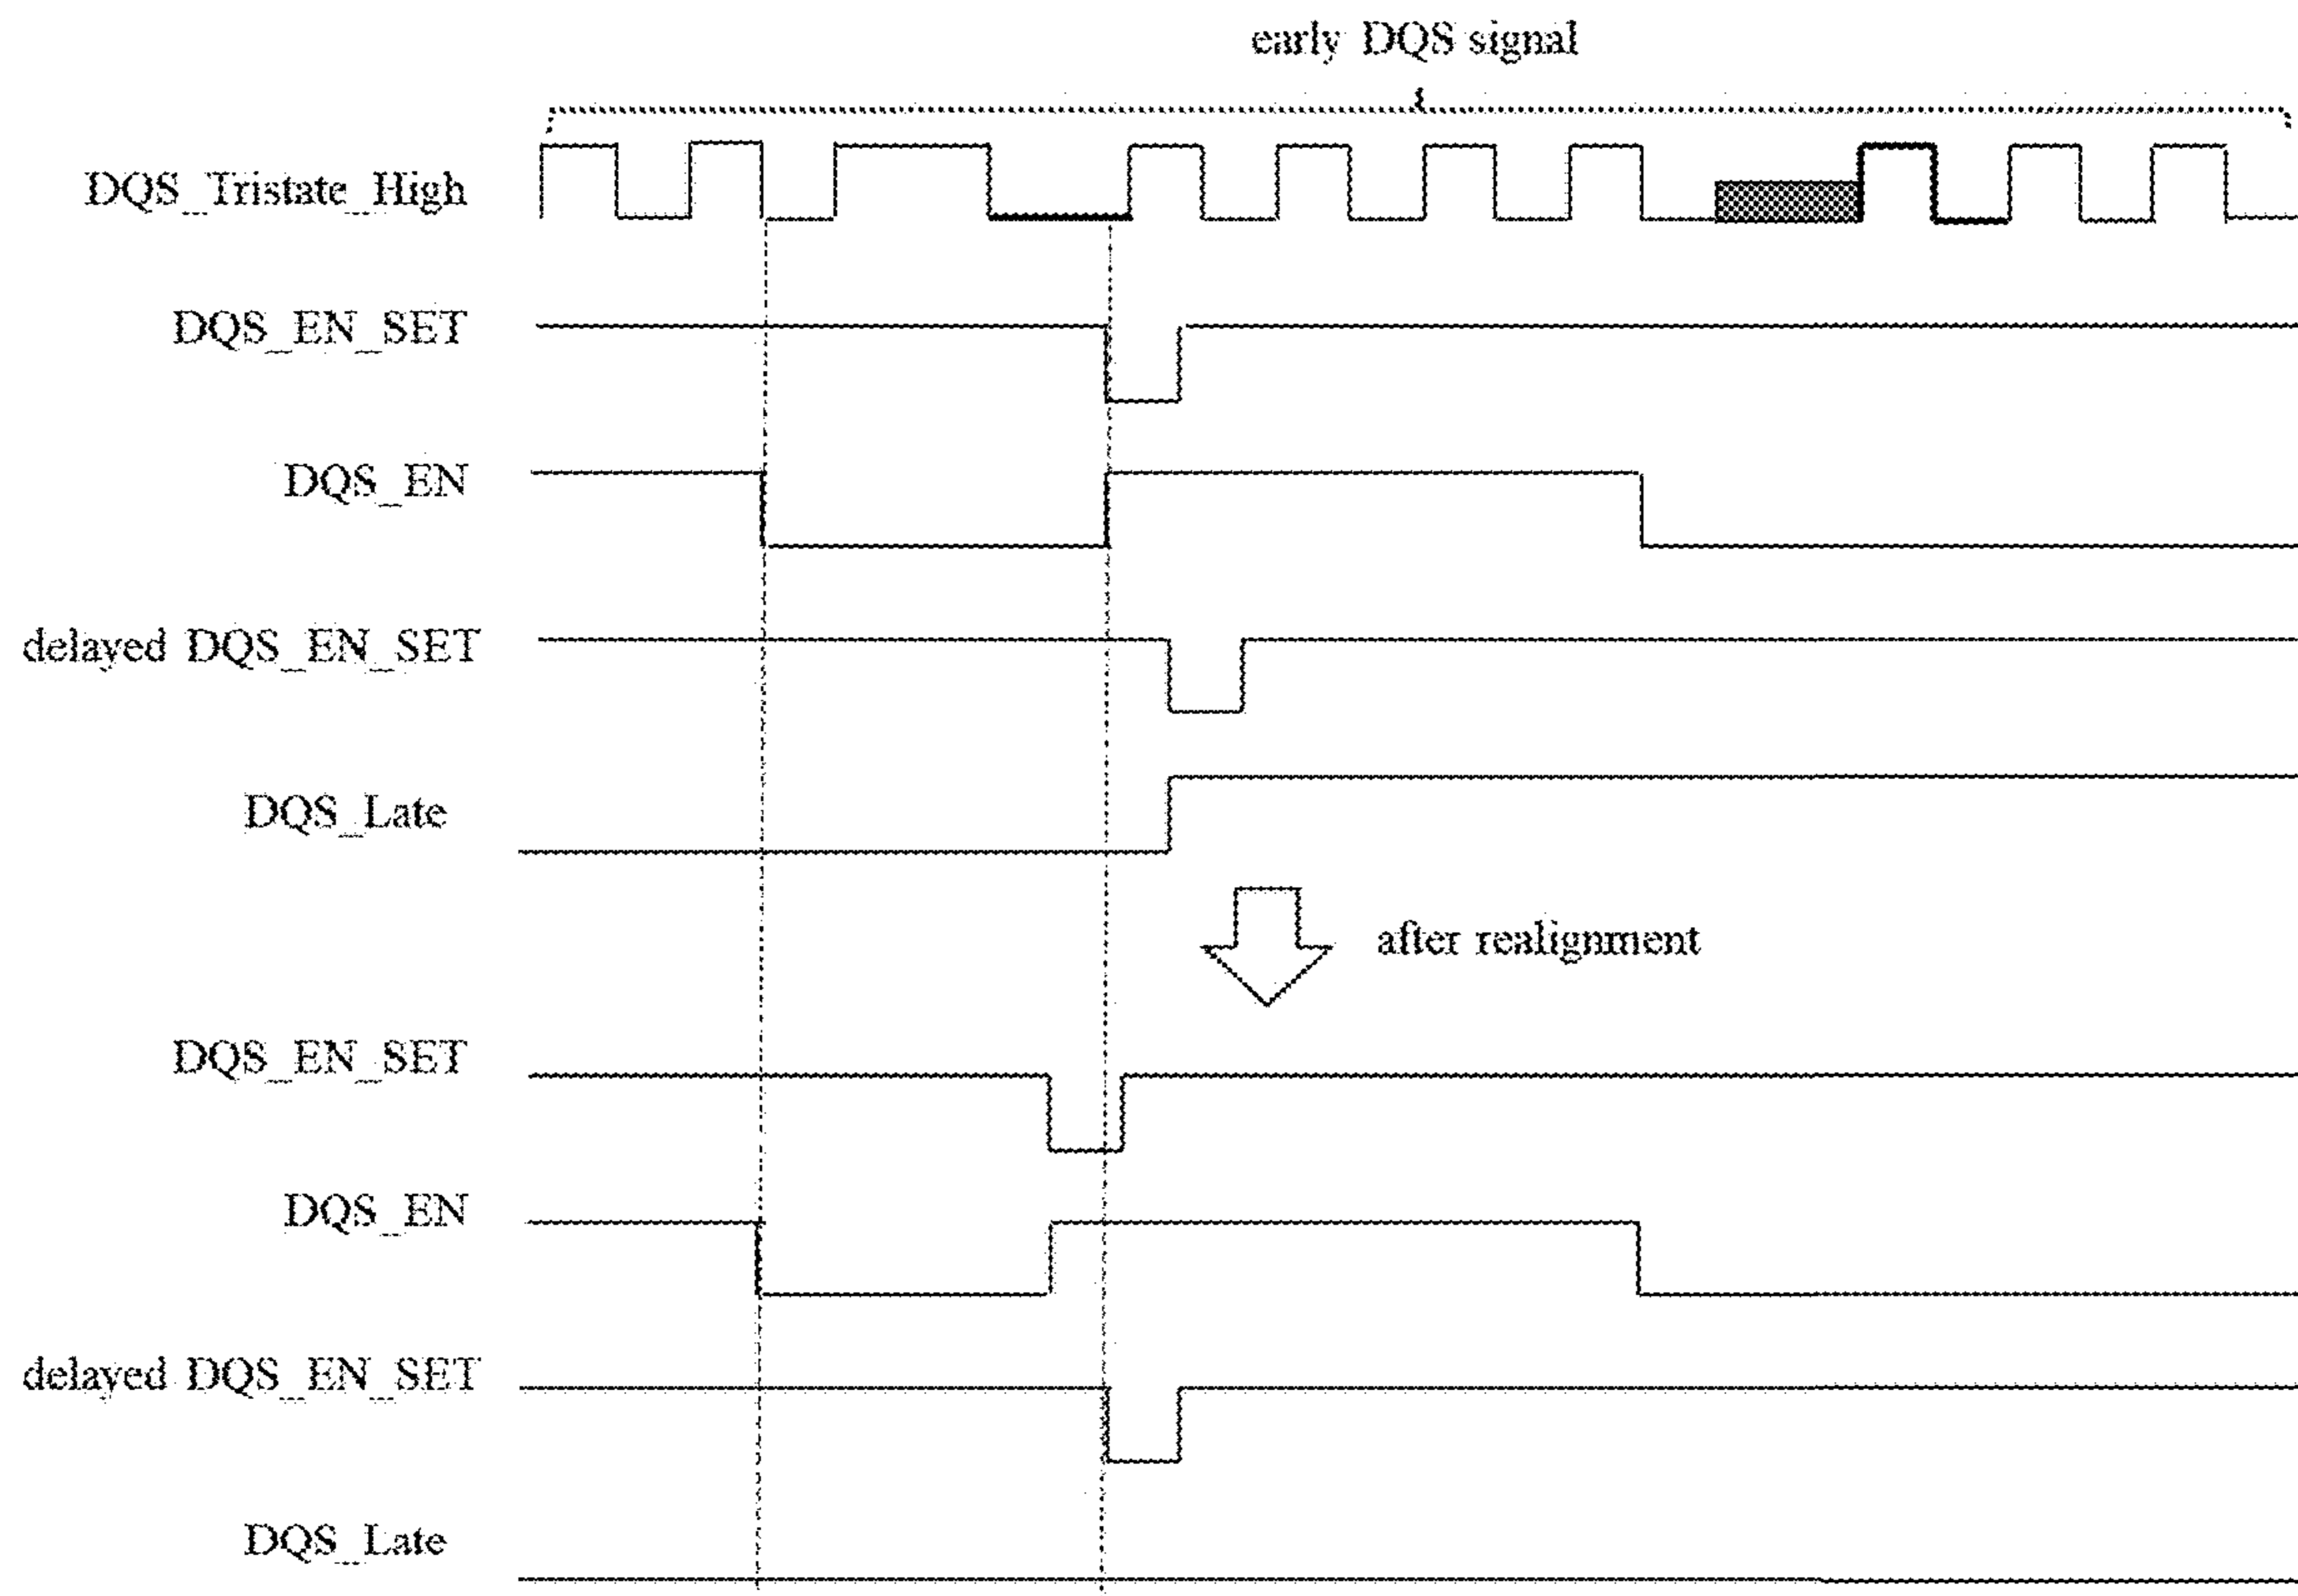 early DQS signal
DQS_Tristate_High
DQS_EN_SET
DQS_EN
delayed DQS_EN_SET
DQS_Late
after realignment
DQS_EN_SET
DQS_EN
delayed DQS_EN_SET
DQS_Late